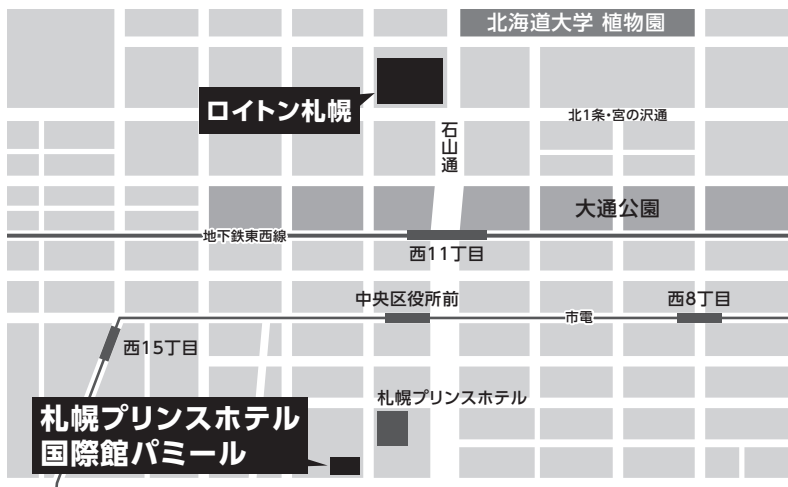 北海道大学 植物園
ロイトン札幌
北1条・宮の沢通
石山通
大通公園
地下鉄東西線
西11丁目
中央区役所前
西8丁目
市電
西15丁目
札幌プリンスホテル
札幌プリンスホテル
国際館パミール